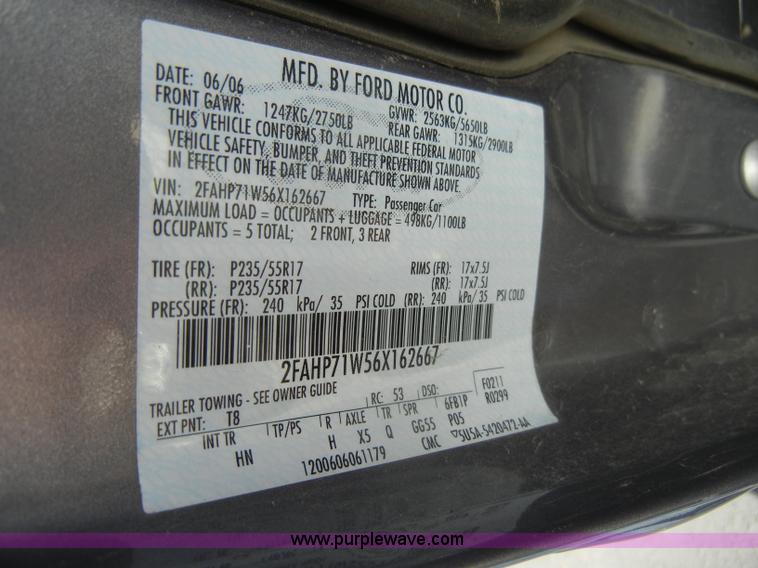 MFD. BY FORD MOTOR CO.
DATE: 06/06 GVWR: 2563KG/5650LB
FRONT GAWR: 1247KG/2750LB REAR GAWR: 1315KG/2900LB
THIS VEHICLE CONFORMS TO ALL APPLICABLE FEDERAL MOTOR
VEHICLE SAFETY, BUMPER, AND THEFT PREVENTION STANDARDS
IN EFFECT ON THE DATE OF MANUFACTURE SHOWN ABOVE.
VIN: 2FAHP71W56X162667 TYPE: Passenger Car
MAXIMUM LOAD = OCCUPANTS + LUGGAGE = 498KG/1100LB
OCCUPANTS = 5 TOTAL; 2 FRONT, 3 REAR
TIRE (FR): P235/55R17 RIMS (FR): 17x7.5J
(RR): P235/55R17 (RR): 17x7.5J
PRESSURE (FR): 240 kPa/ 35 PSI COLD (RR): 240 kPa/ 35 PSI COLD
2FAHP71W56X162667
TRAILER TOWING - SEE OWNER GUIDE RC: 53 DSO: F0211
EXT PNT: T8 6FB1P R0299
INT TR TP/PS R AXLE TR SPR P05
HN H X5 Q GG55 CMC ▽5U5A-5420472-AA
1200606061179
www.purplewave.com